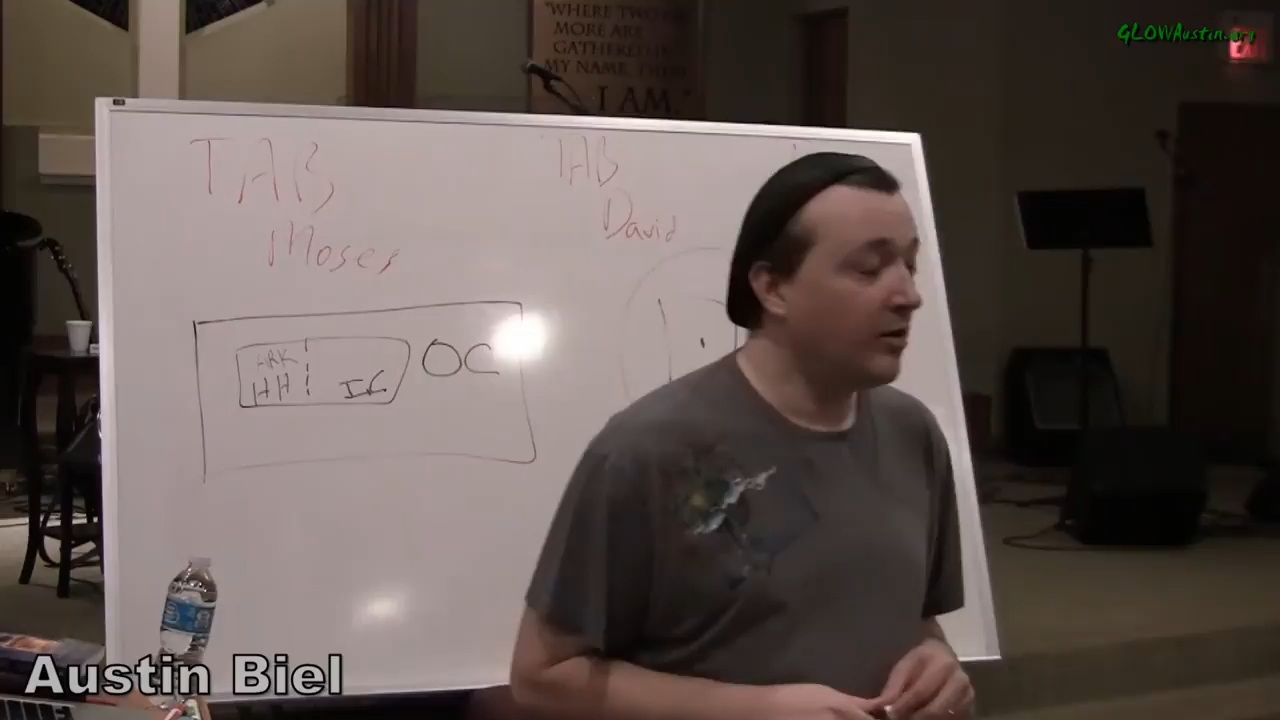 "WHERE TWO
MORE ARE
GATHERED IN
MY NAME, THERE
I AM."
GLOWAustin.org
EXIT
TAB
Moses
TAB
David
ARK
HH
IC
OC
Austin Biel